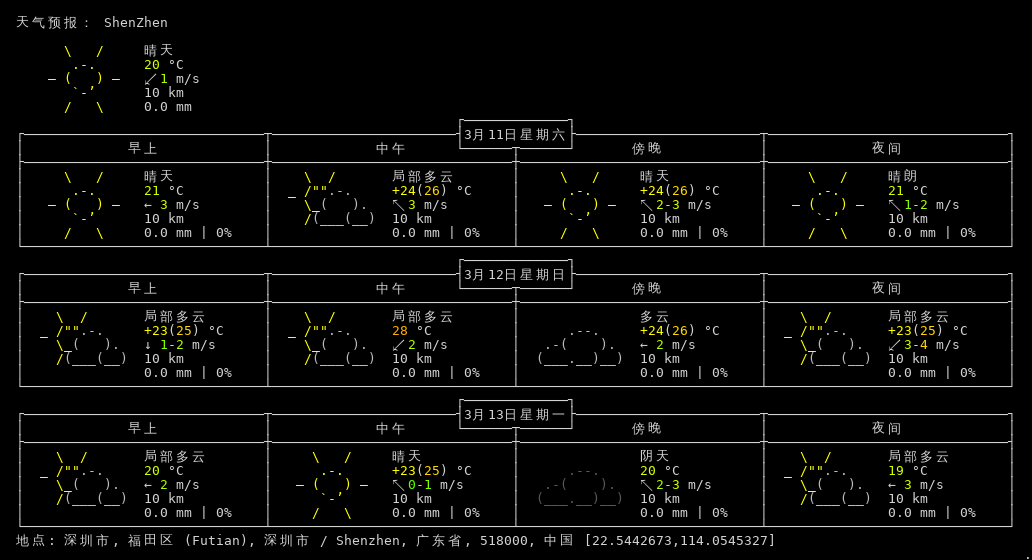 天气预报： ShenZhen
晴天
20 °C
↙ 1 m/s
10 km
0.0 mm
3月11日星期六
早上 中午 傍晚 夜间
晴天 局部多云 晴天 晴朗
21 °C +24(26) °C +24(26) °C 21 °C
← 3 m/s ↖ 3 m/s ↖ 2-3 m/s ↖ 1-2 m/s
10 km 10 km 10 km 10 km
0.0 mm | 0% 0.0 mm | 0% 0.0 mm | 0% 0.0 mm | 0%
3月12日星期日
早上 中午 傍晚 夜间
局部多云 局部多云 多云 局部多云
+23(25) °C 28 °C +24(26) °C +23(25) °C
↓ 1-2 m/s ↙ 2 m/s ← 2 m/s ↙ 3-4 m/s
10 km 10 km 10 km 10 km
0.0 mm | 0% 0.0 mm | 0% 0.0 mm | 0% 0.0 mm | 0%
3月13日星期一
早上 中午 傍晚 夜间
局部多云 晴天 阴天 局部多云
20 °C +23(25) °C 20 °C 19 °C
← 2 m/s ↖ 0-1 m/s ↖ 2-3 m/s ← 3 m/s
10 km 10 km 10 km 10 km
0.0 mm | 0% 0.0 mm | 0% 0.0 mm | 0% 0.0 mm | 0%
地点: 深圳市, 福田区 (Futian), 深圳市 / Shenzhen, 广东省, 518000, 中国 [22.5442673,114.0545327]